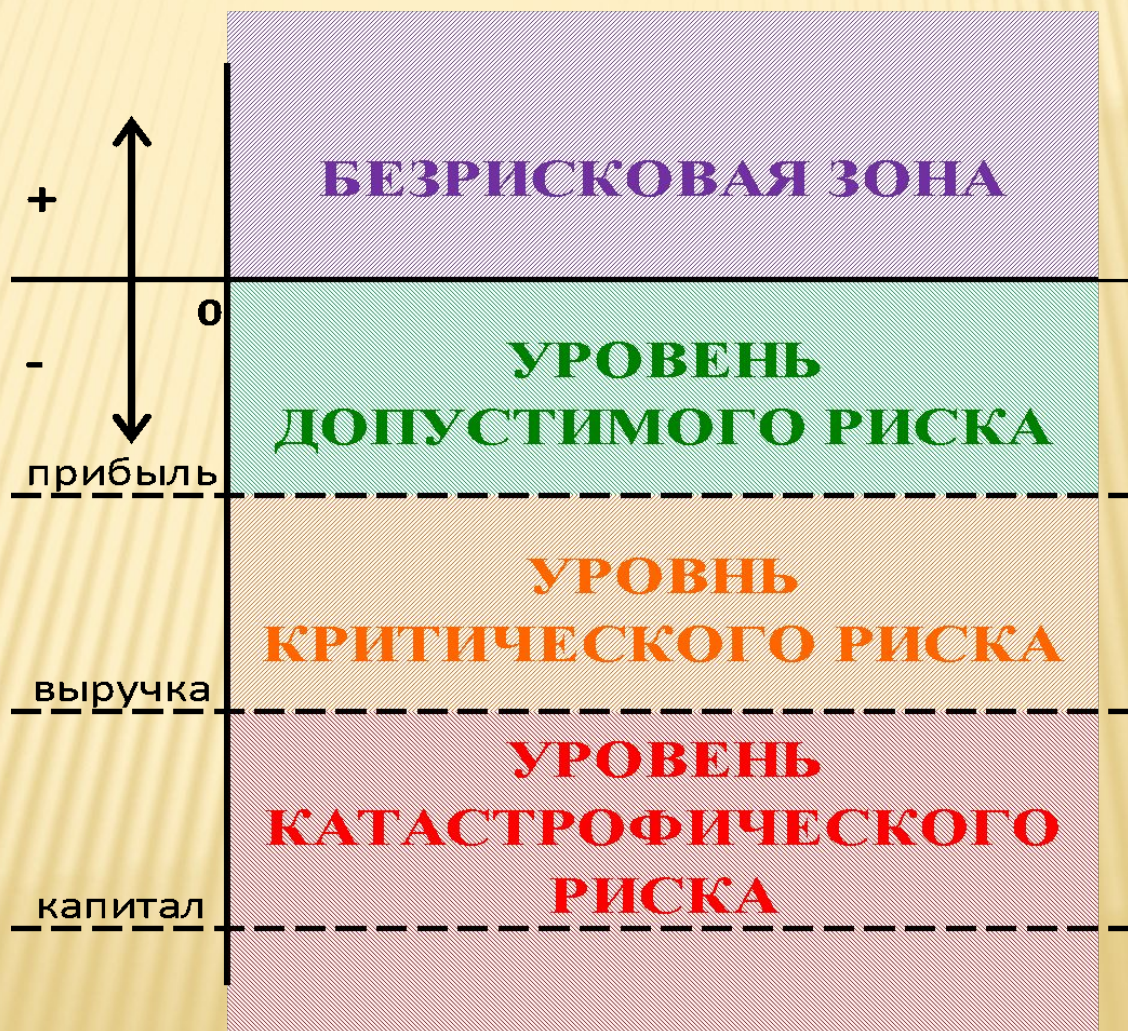 БЕЗРИСКОВАЯ ЗОНА
+
0
-
УРОВЕНЬ
ДОПУСТИМОГО РИСКА
прибыль
УРОВНЬ
КРИТИЧЕСКОГО РИСКА
выручка
УРОВЕНЬ
КАТАСТРОФИЧЕСКОГО
РИСКА
капитал